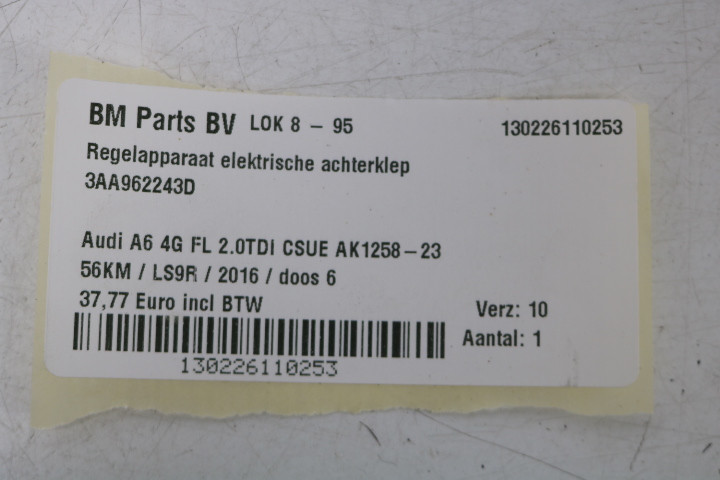 BM Parts BV LOK 8 - 95 130226110253
Regelapparaat elektrische achterklep
3AA962243D
Audi A6 4G FL 2.0TDI CSUE AK1258-23
56KM / LS9R / 2016 / doos 6
37,77 Euro incl BTW
Verz: 10
Aantal: 1
130226110253